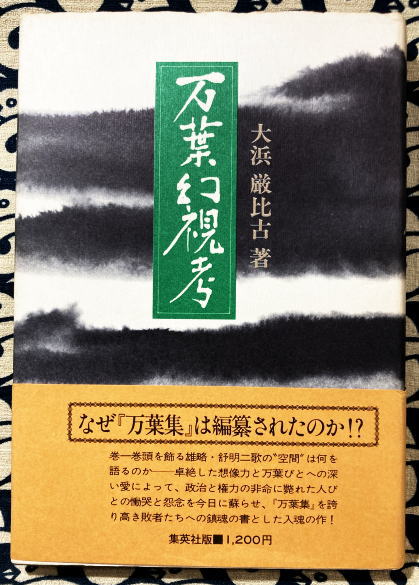 万葉幻視考
大浜 厳比古 著
なぜ『万葉集』は編纂されたのか!?
巻一巻頭を飾る雄略・舒明二歌の“空間”は何を
語るのか――卓絶した想像力と万葉びとへの深
い愛によって、政治と権力の非命に斃れた人び
との慟哭と怨念を今日に蘇らせ、『万葉集』を誇
り高き敗者たちへの鎮魂の書とした入魂の作！
集英社版■1,200円